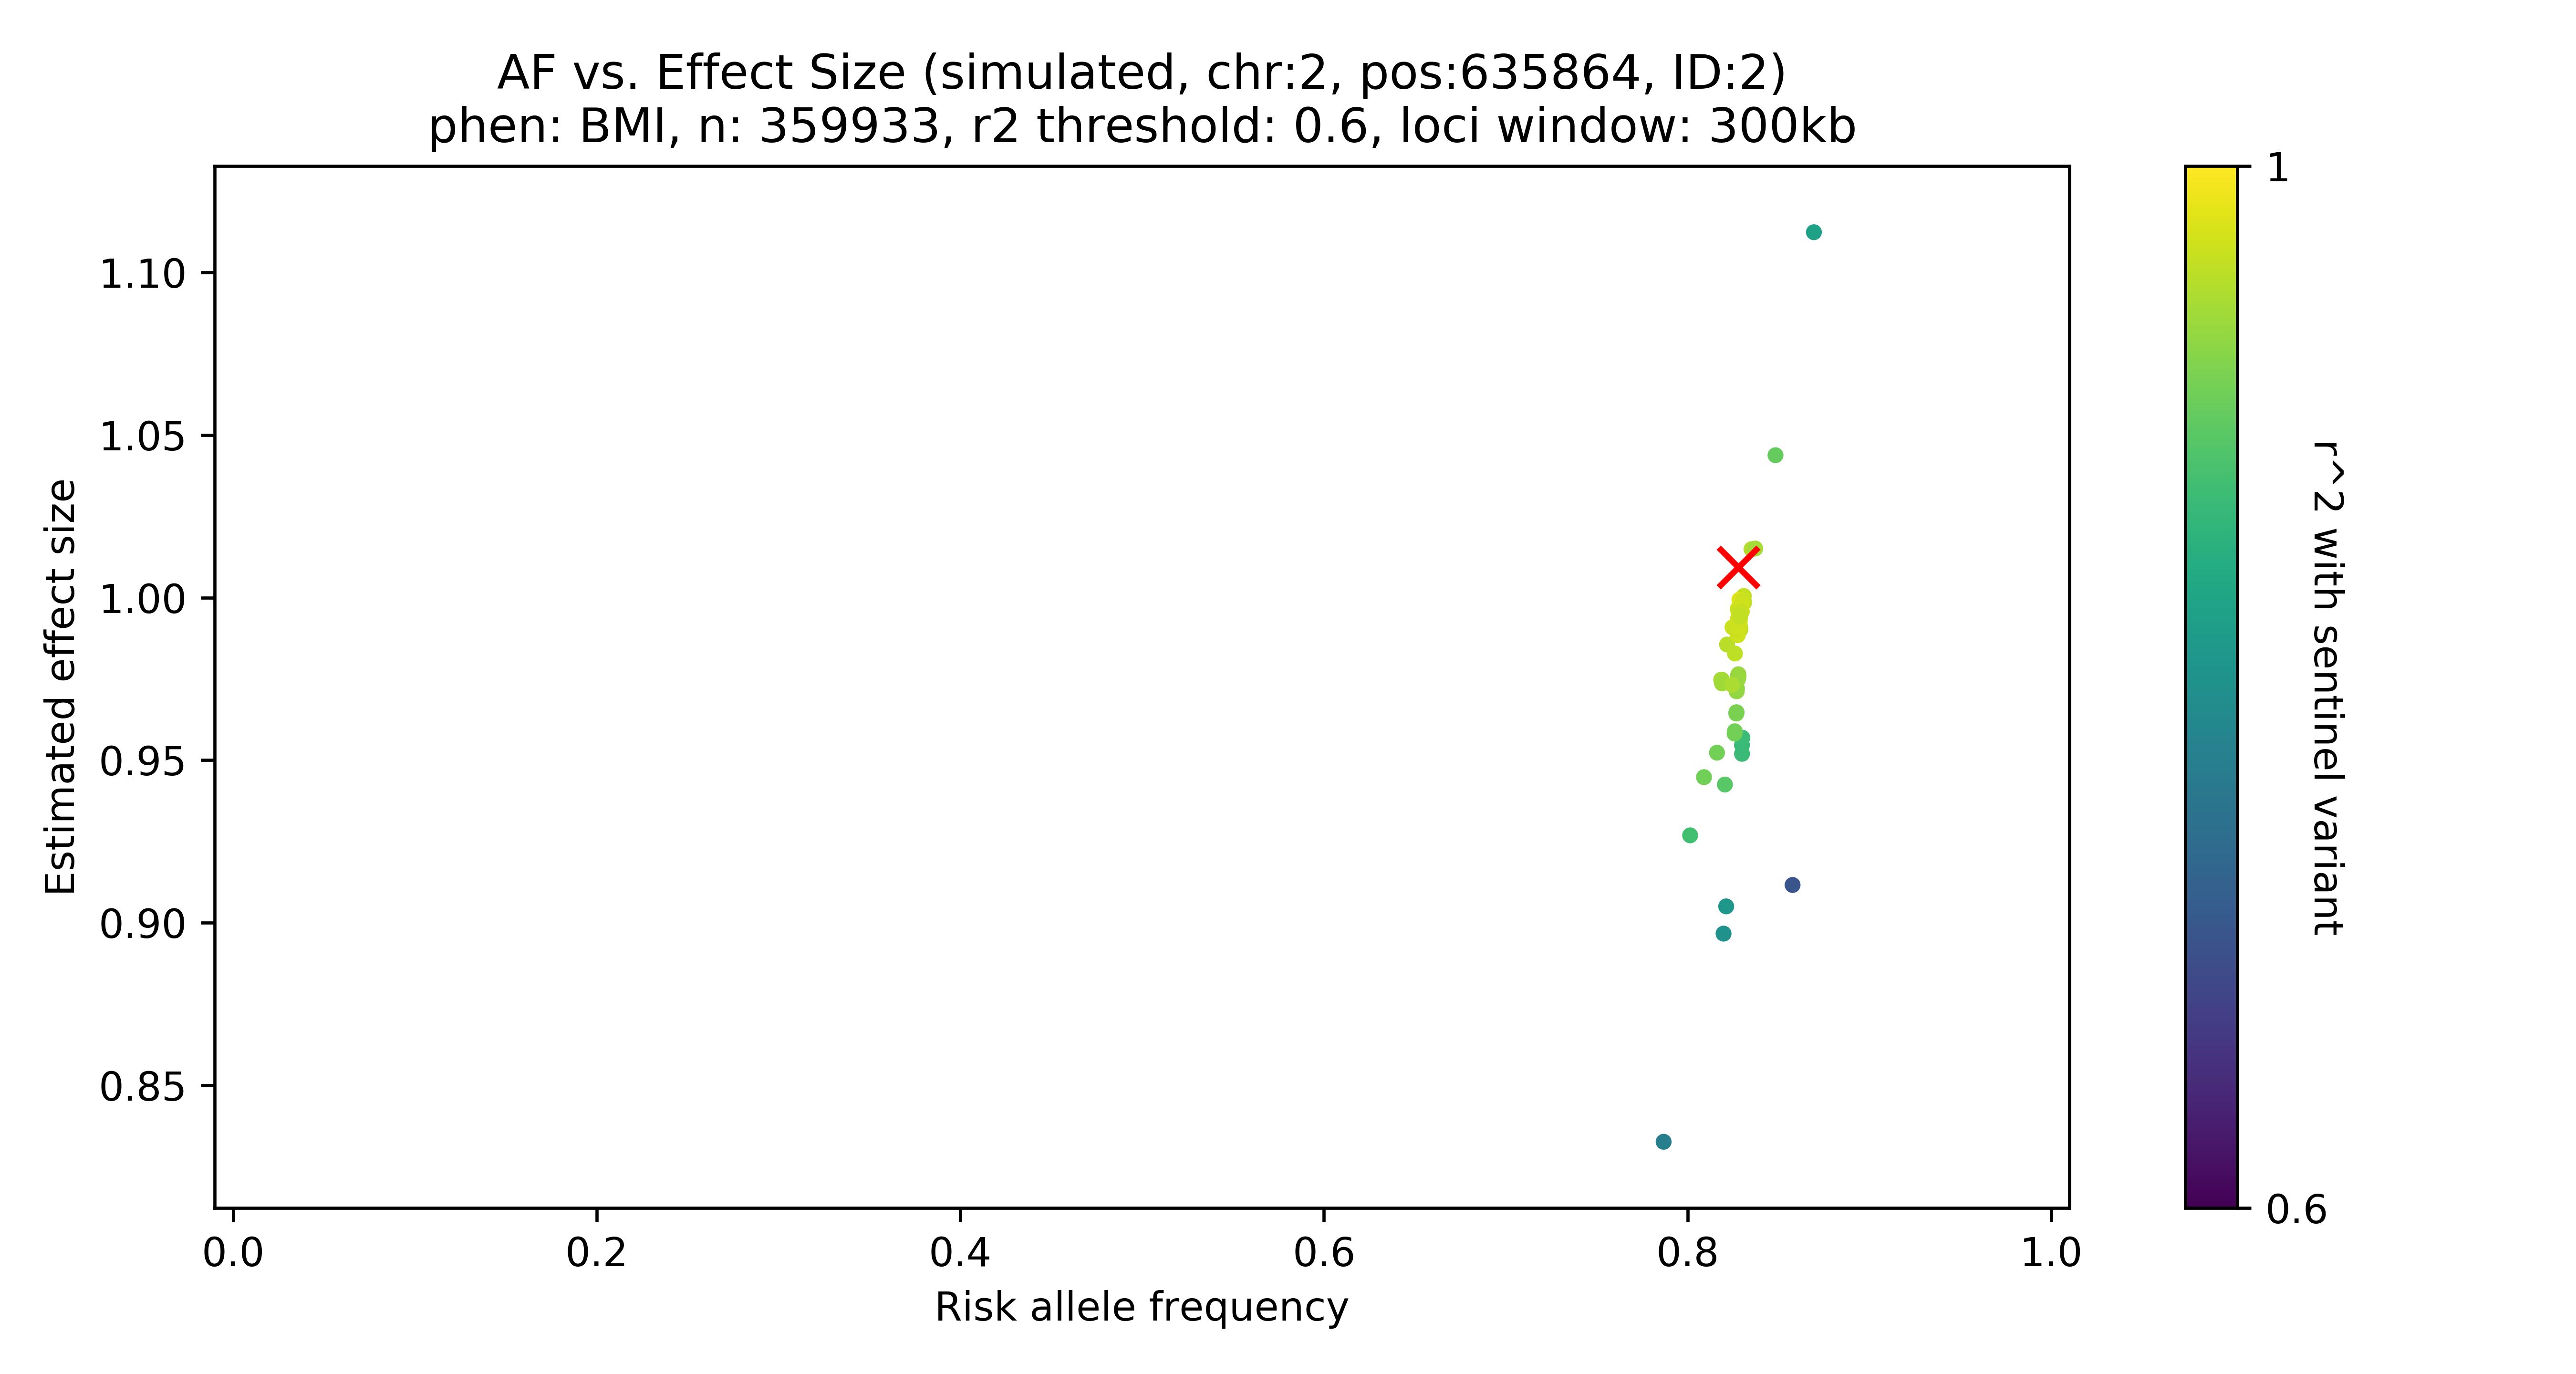 AF vs. Effect Size (simulated, chr:2, pos:635864, ID:2)
phen: BMI, n: 359933, r2 threshold: 0.6, loci window: 300kb
1.10
1.05
1.00
0.95
0.90
0.85
Estimated effect size
0.0
0.2
0.4
0.6
0.8
1.0
Risk allele frequency
1
0.6
r^2 with sentinel variant